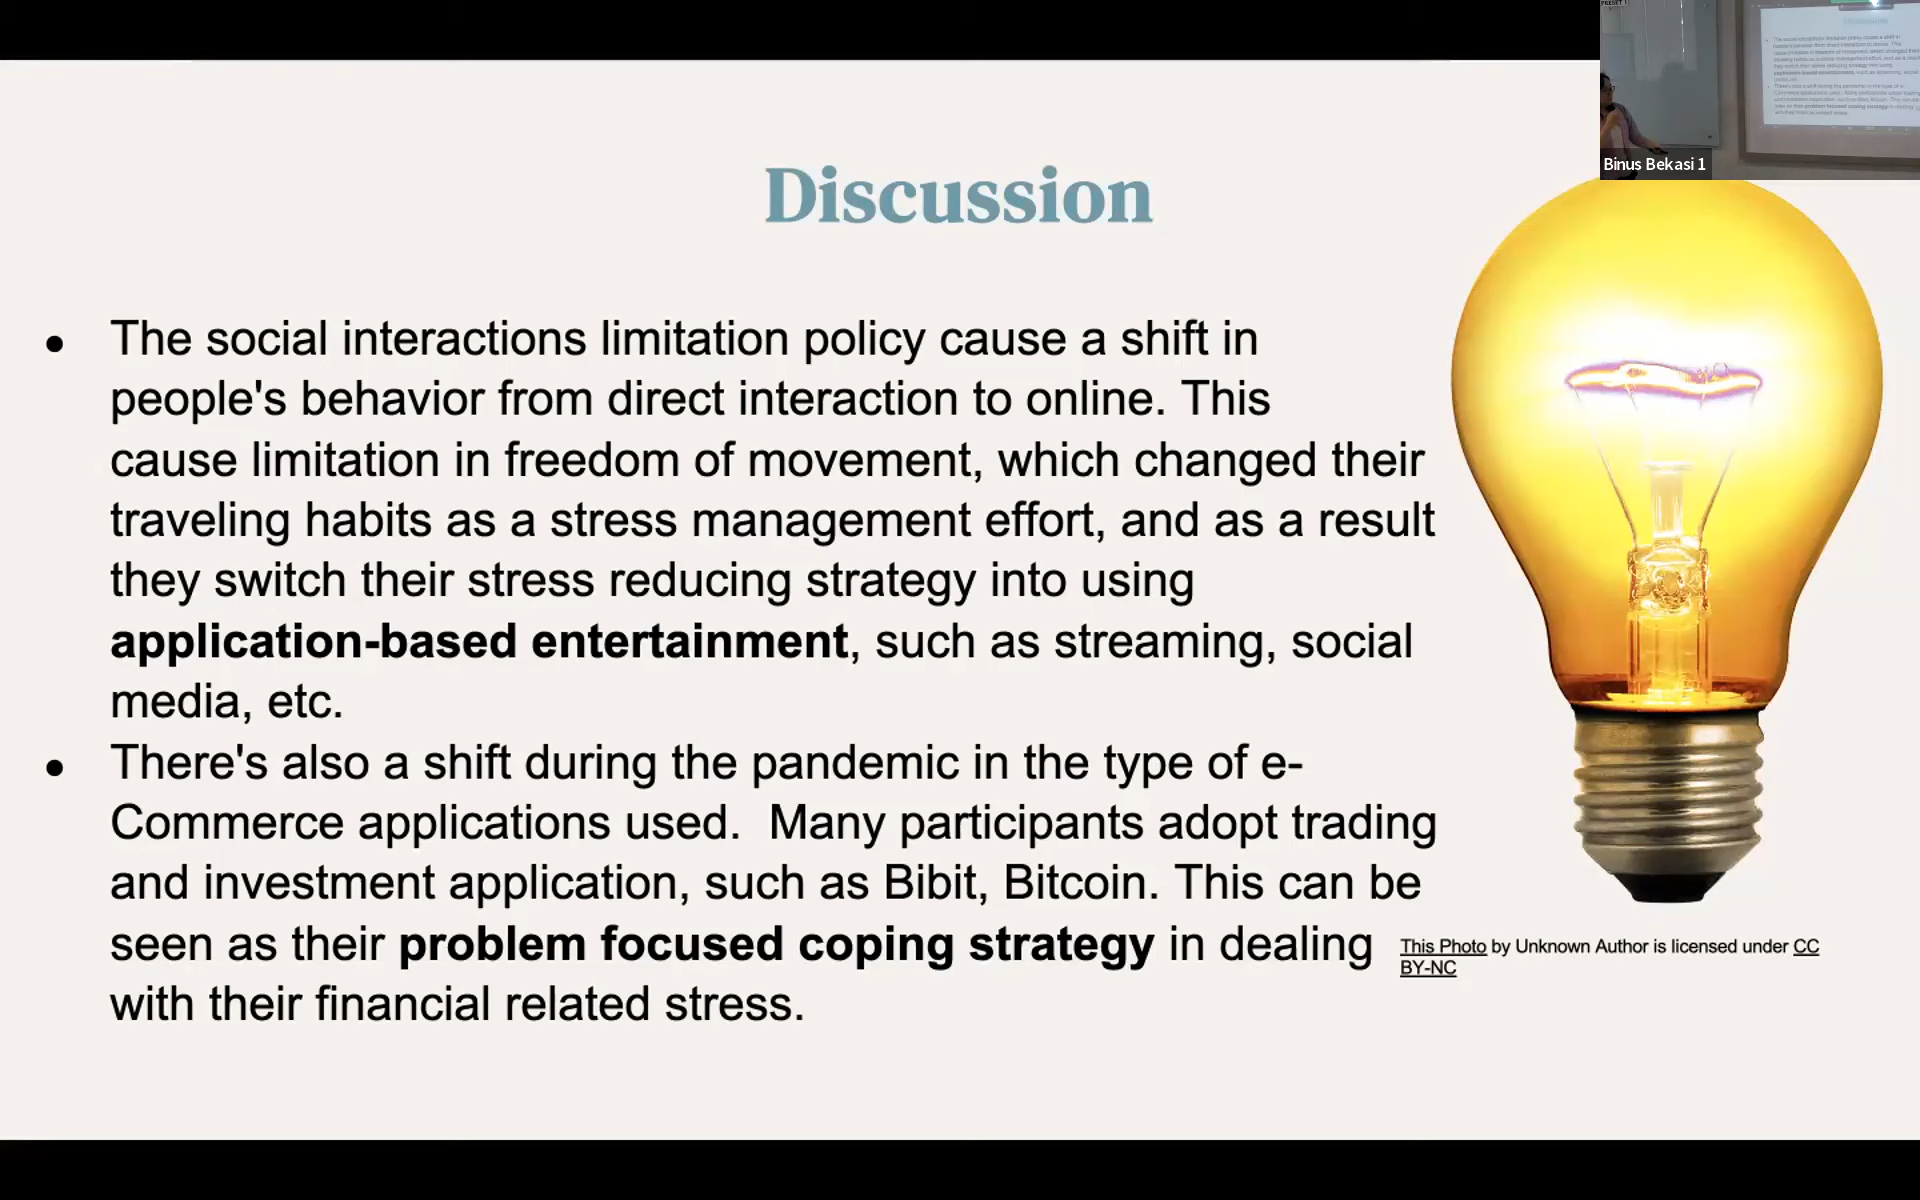 PRESET 1
Binus Bekasi 1
Discussion
• The social interactions limitation policy cause a shift in
people's behavior from direct interaction to online. This
cause limitation in freedom of movement, which changed their
traveling habits as a stress management effort, and as a result
they switch their stress reducing strategy into using
application-based entertainment, such as streaming, social
media, etc.
• There's also a shift during the pandemic in the type of e-
Commerce applications used.  Many participants adopt trading
and investment application, such as Bibit, Bitcoin. This can be
seen as their problem focused coping strategy in dealing
with their financial related stress.
This Photo by Unknown Author is licensed under CC
BY-NC